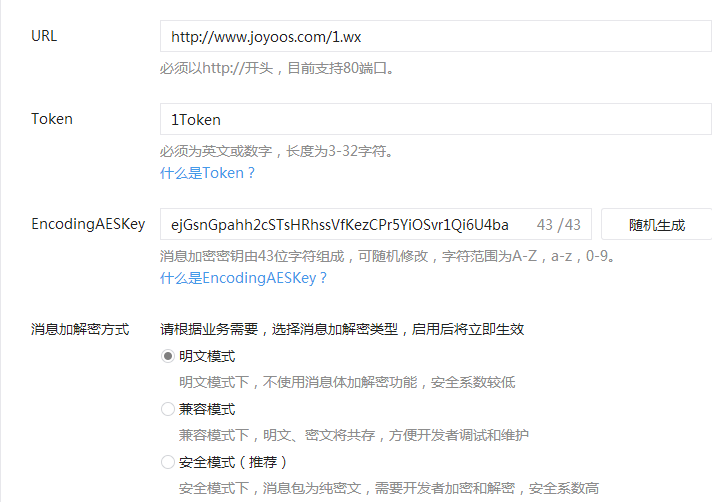 URL
http://www.joyoos.com/1.wx
必须以http://开头，目前支持80端口。
Token
1Token
必须为英文或数字，长度为3-32字符。
什么是Token？
EncodingAESKey
ejGsnGpahh2cSTsHRhssVfKezCPr5YiOSvr1Qi6U4ba 43 /43 随机生成
消息加密密钥由43位字符组成，可随机修改，字符范围为A-Z，a-z，0-9。
什么是EncodingAESKey？
消息加解密方式 请根据业务需要，选择消息加解密类型，启用后将立即生效
明文模式
明文模式下，不使用消息体加解密功能，安全系数较低
兼容模式
兼容模式下，明文、密文将共存，方便开发者调试和维护
安全模式（推荐）
安全模式下，消息包为纯密文，需要开发者加密和解密，安全系数高